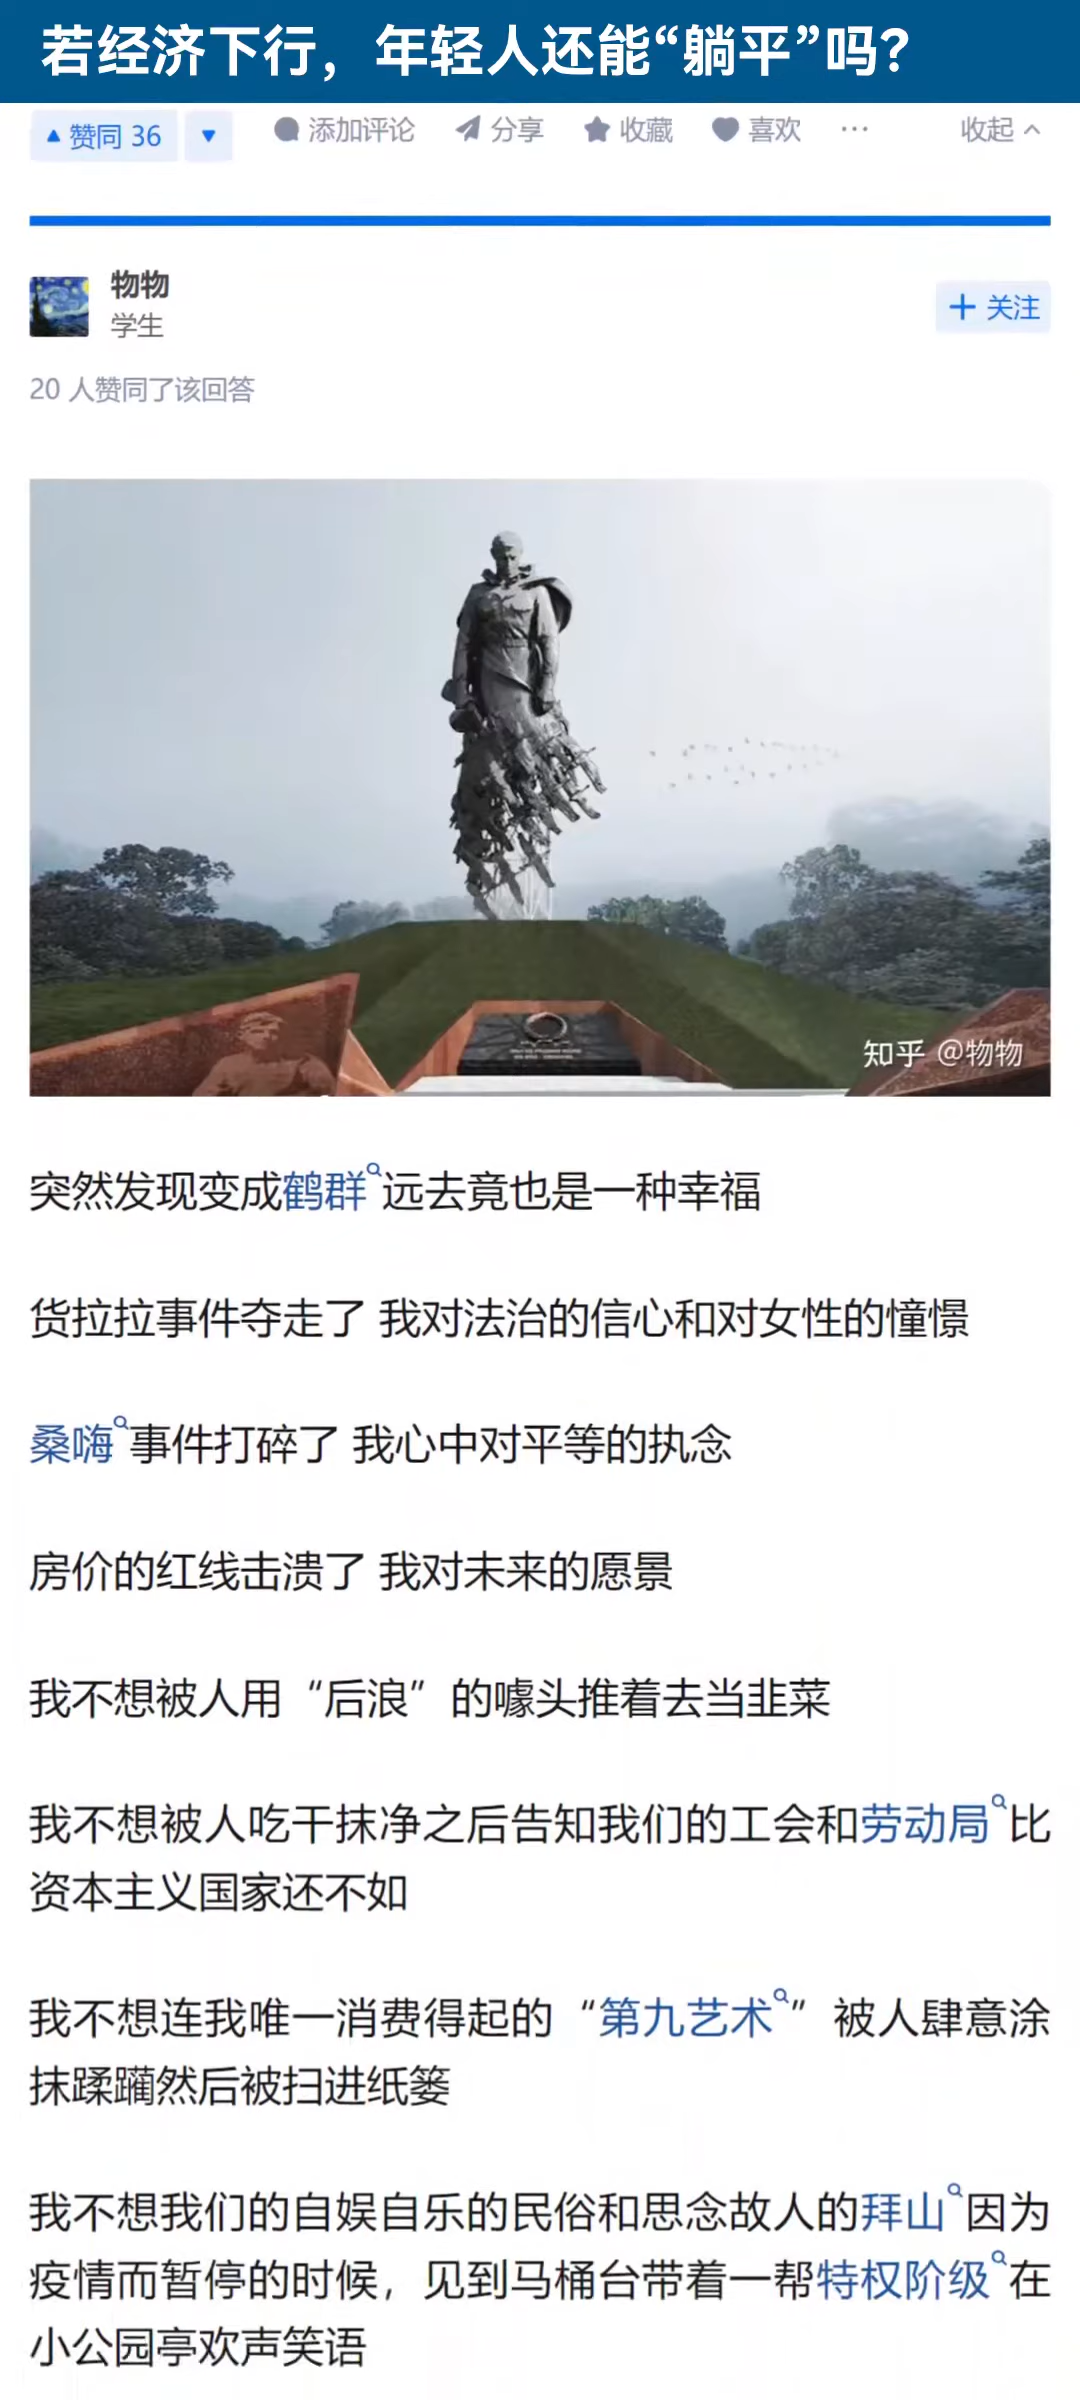 若经济下行，年轻人还能“躺平”吗？
赞同 36
添加评论
分享
收藏
喜欢
收起
物物
学生
关注
20 人赞同了该回答
知乎 @物物
突然发现变成鹤群远去竟也是一种幸福
货拉拉事件夺走了 我对法治的信心和对女性的憧憬
桑嗨事件打碎了 我心中对平等的执念
房价的红线击溃了 我对未来的愿景
我不想被人用“后浪”的噱头推着去当韭菜
我不想被人吃干抹净之后告知我们的工会和劳动局比
资本主义国家还不如
我不想连我唯一消费得起的“第九艺术”被人肆意涂
抹蹂躏然后被扫进纸篓
我不想我们的自娱自乐的民俗和思念故人的拜山因为
疫情而暂停的时候，见到马桶台带着一帮特权阶级在
小公园亭欢声笑语